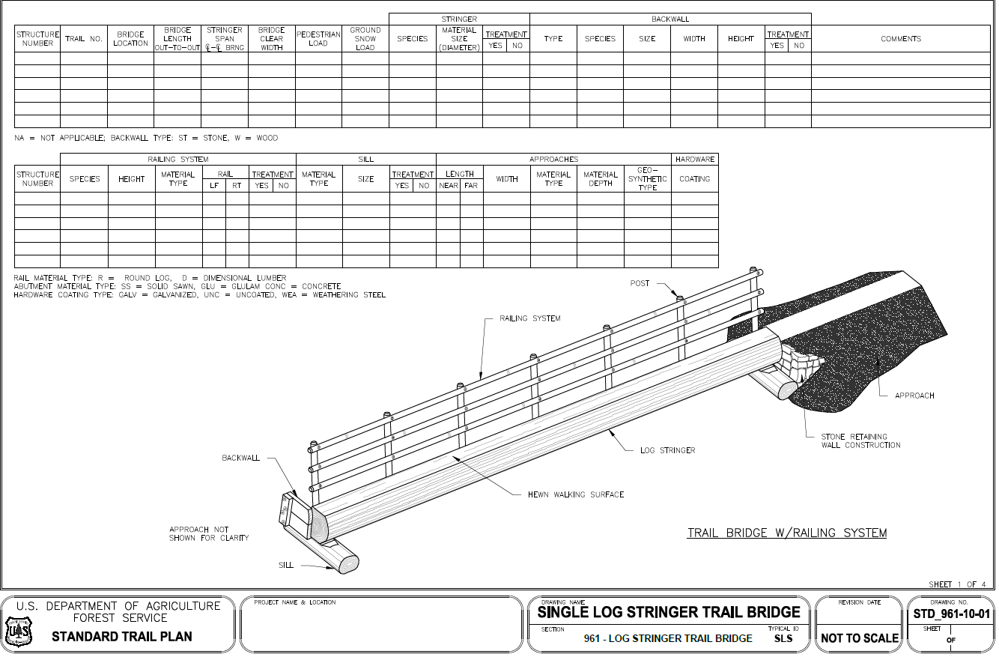 STRINGER BACKWALL
STRUCTURE NUMBER TRAIL NO. BRIDGE LOCATION BRIDGE LENGTH OUT-TO-OUT STRINGER SPAN ℄-℄ BRNG BRIDGE CLEAR WIDTH PEDESTRIAN LOAD GROUND SNOW LOAD SPECIES MATERIAL SIZE (DIAMETER) TREATMENT YES NO TYPE SPECIES SIZE WIDTH HEIGHT TREATMENT YES NO COMMENTS
NA = NOT APPLICABLE; BACKWALL TYPE: ST = STONE, W = WOOD
RAILING SYSTEM SILL APPROACHES HARDWARE
STRUCTURE NUMBER SPECIES HEIGHT MATERIAL TYPE RAIL LF RT TREATMENT YES NO MATERIAL TYPE SIZE TREATMENT YES NO LENGTH NEAR FAR WIDTH MATERIAL TYPE MATERIAL DEPTH GEO-SYNTHETIC TYPE COATING
RAIL MATERIAL TYPE: R = ROUND LOG, D = DIMENSIONAL LUMBER
ABUTMENT MATERIAL TYPE: SS = SOLID SAWN, GLU = GLULAM CONC = CONCRETE
HARDWARE COATING TYPE: GALV = GALVANIZED, UNC = UNCOATED, WEA = WEATHERING STEEL
POST
RAILING SYSTEM
APPROACH
STONE RETAINING
WALL CONSTRUCTION
LOG STRINGER
BACKWALL
HEWN WALKING SURFACE
APPROACH NOT
SHOWN FOR CLARITY
SILL
TRAIL BRIDGE W/RAILING SYSTEM
SHEET 1 OF 4
U.S. DEPARTMENT OF AGRICULTURE
FOREST SERVICE
STANDARD TRAIL PLAN
U S
PROJECT NAME & LOCATION
DRAWING NAME
SINGLE LOG STRINGER TRAIL BRIDGE
SECTION TYPICAL ID
961 - LOG STRINGER TRAIL BRIDGE SLS
REVISION DATE
NOT TO SCALE
DRAWING NO.
STD_961-10-01
SHEET
OF